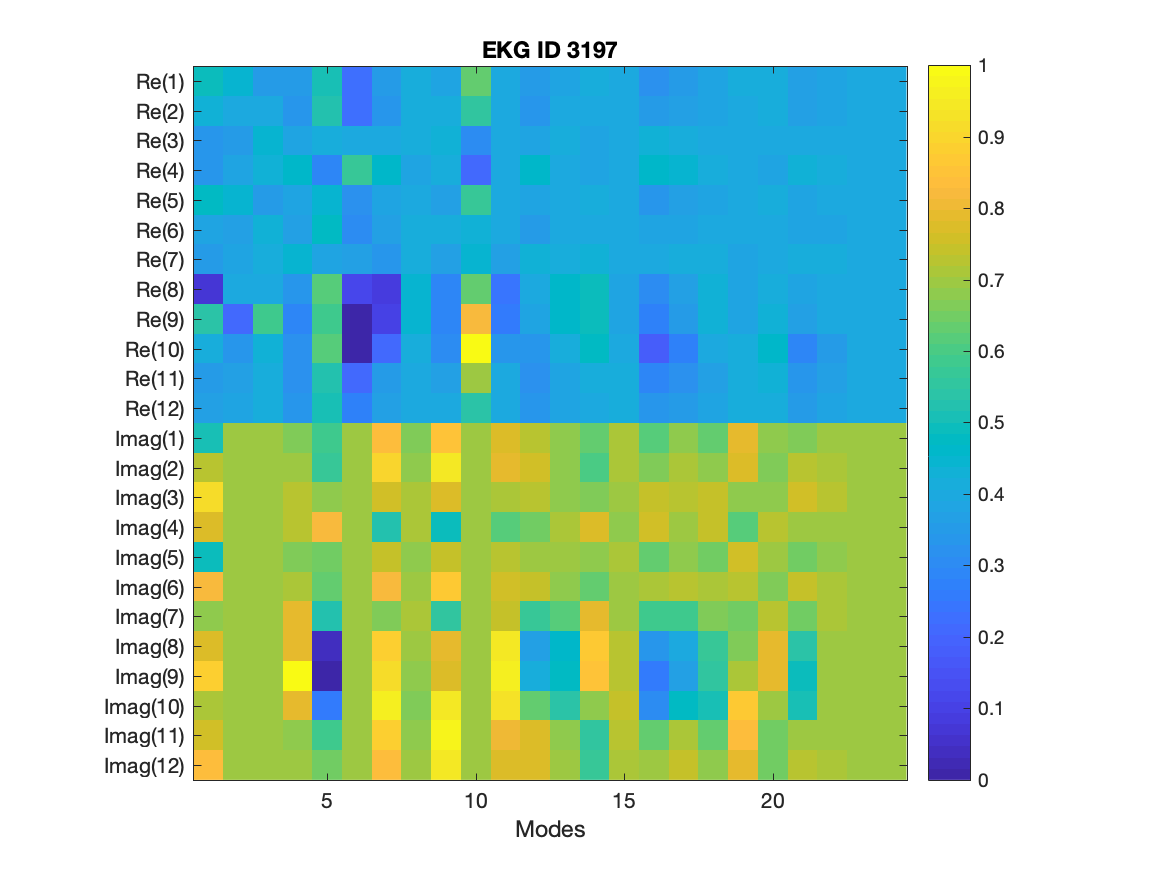 EKG ID 3197
Re(1)
Re(2)
Re(3)
Re(4)
Re(5)
Re(6)
Re(7)
Re(8)
Re(9)
Re(10)
Re(11)
Re(12)
Imag(1)
Imag(2)
Imag(3)
Imag(4)
Imag(5)
Imag(6)
Imag(7)
Imag(8)
Imag(9)
Imag(10)
Imag(11)
Imag(12)
5 10 15 20
Modes
1
0.9
0.8
0.7
0.6
0.5
0.4
0.3
0.2
0.1
0